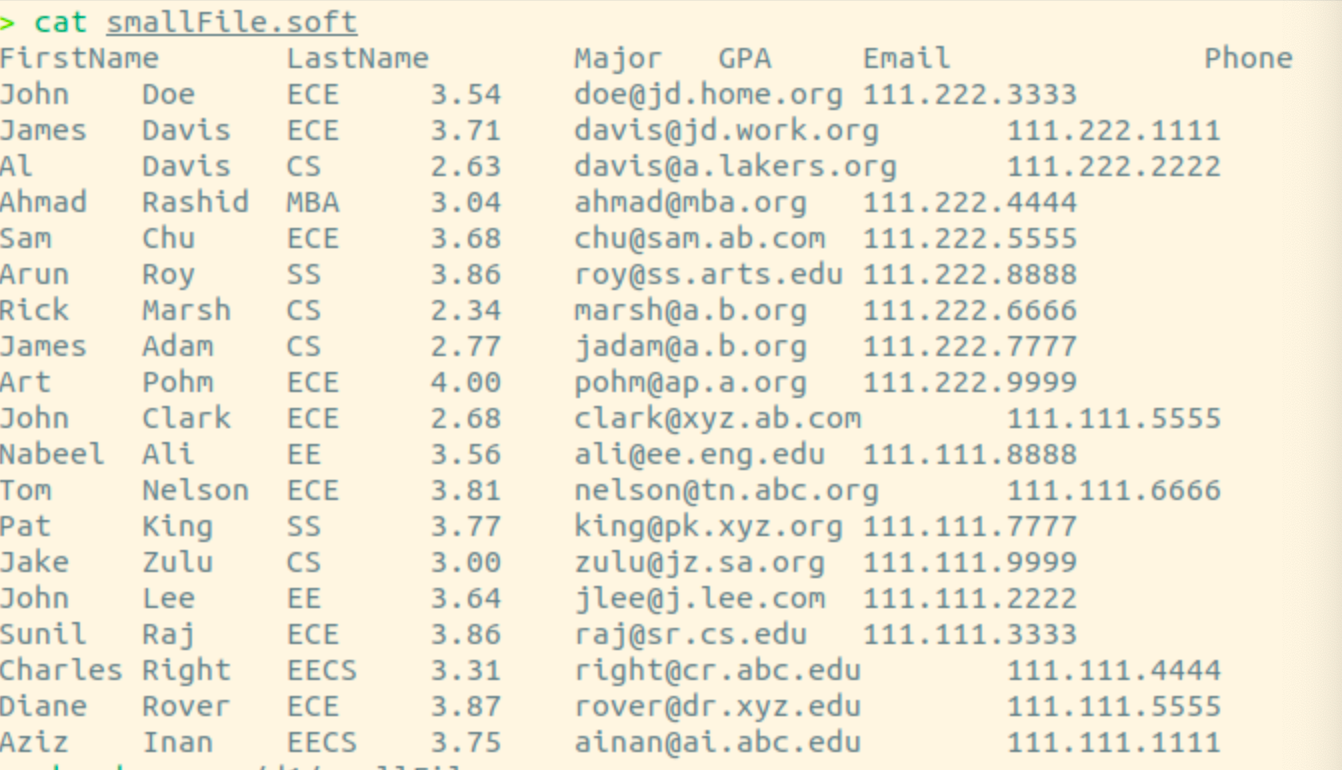 > cat smallFile.soft
FirstName LastName Major GPA Email Phone
John Doe ECE 3.54 doe@jd.home.org 111.222.3333
James Davis ECE 3.71 davis@jd.work.org 111.222.1111
Al Davis CS 2.63 davis@a.lakers.org 111.222.2222
Ahmad Rashid MBA 3.04 ahmad@mba.org 111.222.4444
Sam Chu ECE 3.68 chu@sam.ab.com 111.222.5555
Arun Roy SS 3.86 roy@ss.arts.edu 111.222.8888
Rick Marsh CS 2.34 marsh@a.b.org 111.222.6666
James Adam CS 2.77 jadam@a.b.org 111.222.7777
Art Pohm ECE 4.00 pohm@ap.a.org 111.222.9999
John Clark ECE 2.68 clark@xyz.ab.com 111.111.5555
Nabeel Ali EE 3.56 ali@ee.eng.edu 111.111.8888
Tom Nelson ECE 3.81 nelson@tn.abc.org 111.111.6666
Pat King SS 3.77 king@pk.xyz.org 111.111.7777
Jake Zulu CS 3.00 zulu@jz.sa.org 111.111.9999
John Lee EE 3.64 jlee@j.lee.com 111.111.2222
Sunil Raj ECE 3.86 raj@sr.cs.edu 111.111.3333
Charles Right EECS 3.31 right@cr.abc.edu 111.111.4444
Diane Rover ECE 3.87 rover@dr.xyz.edu 111.111.5555
Aziz Inan EECS 3.75 ainan@ai.abc.edu 111.111.1111